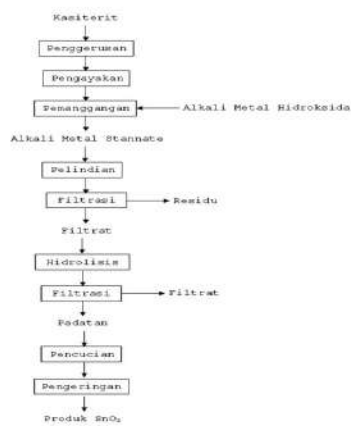 Kasiterit
Penggerusan
Pengayakan
Pemanggangan
Alkali Metal Hidroksida
Alkali Metal Stannate
Pelindian
Filtrasi
Residu
Filtrat
Hidrolisis
Filtrasi
Filtrat
Padatan
Pencucian
Pengeringan
Produk SnO₂